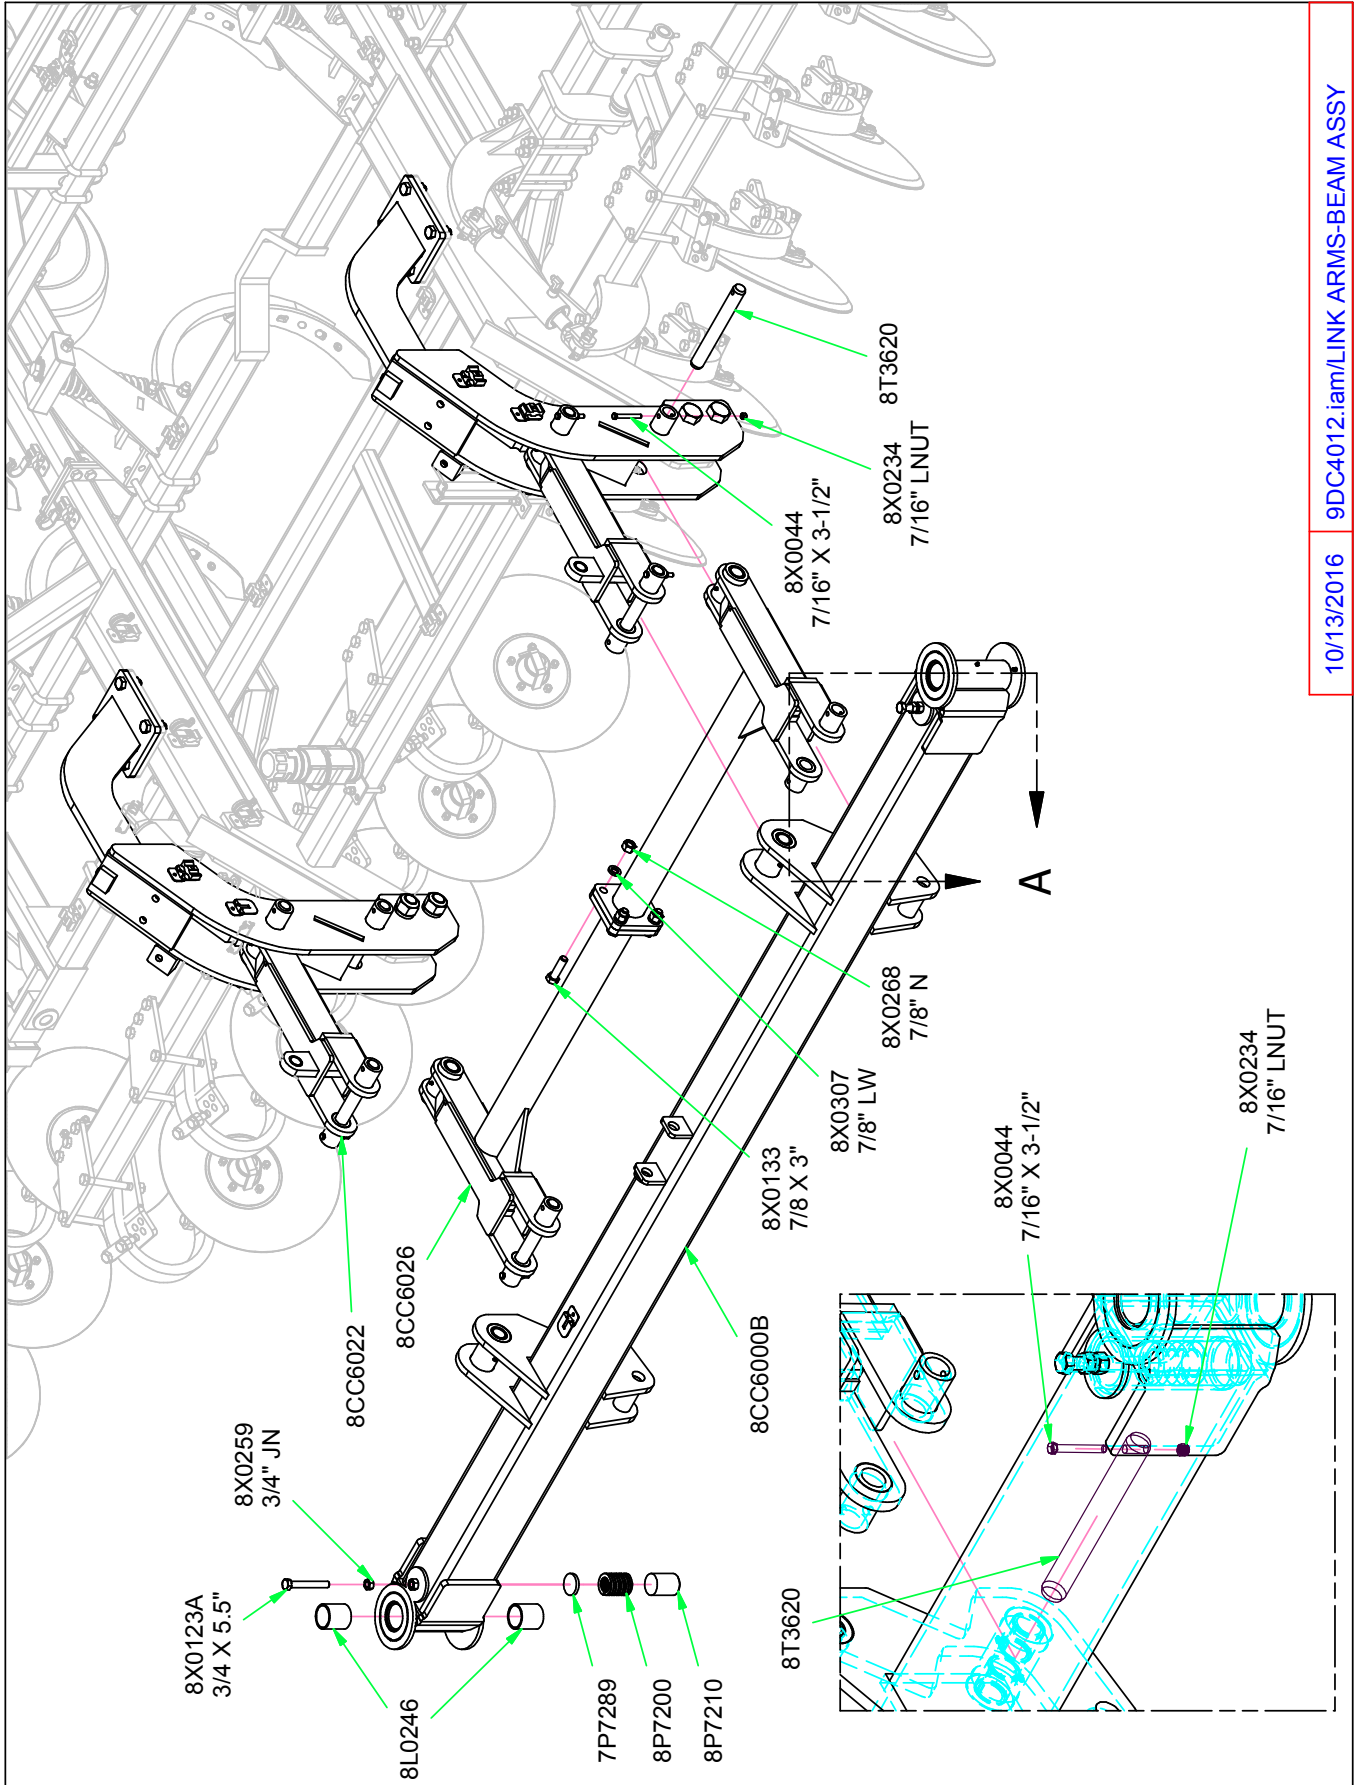 8X0123A
3/4 X 5.5"
8X0259
3/4" JN
8L0246
8CC6022
8CC6026
7P7289
8P7200
8P7210
8CC6000B
8X0133
7/8 X 3"
8X0307
7/8" LW
8X0268
7/8" N
8X0044
7/16" X 3-1/2"
8X0234
7/16" LNUT
8T3620
A
8T3620
8X0044
7/16" X 3-1/2"
8X0234
7/16" LNUT
10/13/2016 9DC4012.iam/LINK ARMS-BEAM ASSY